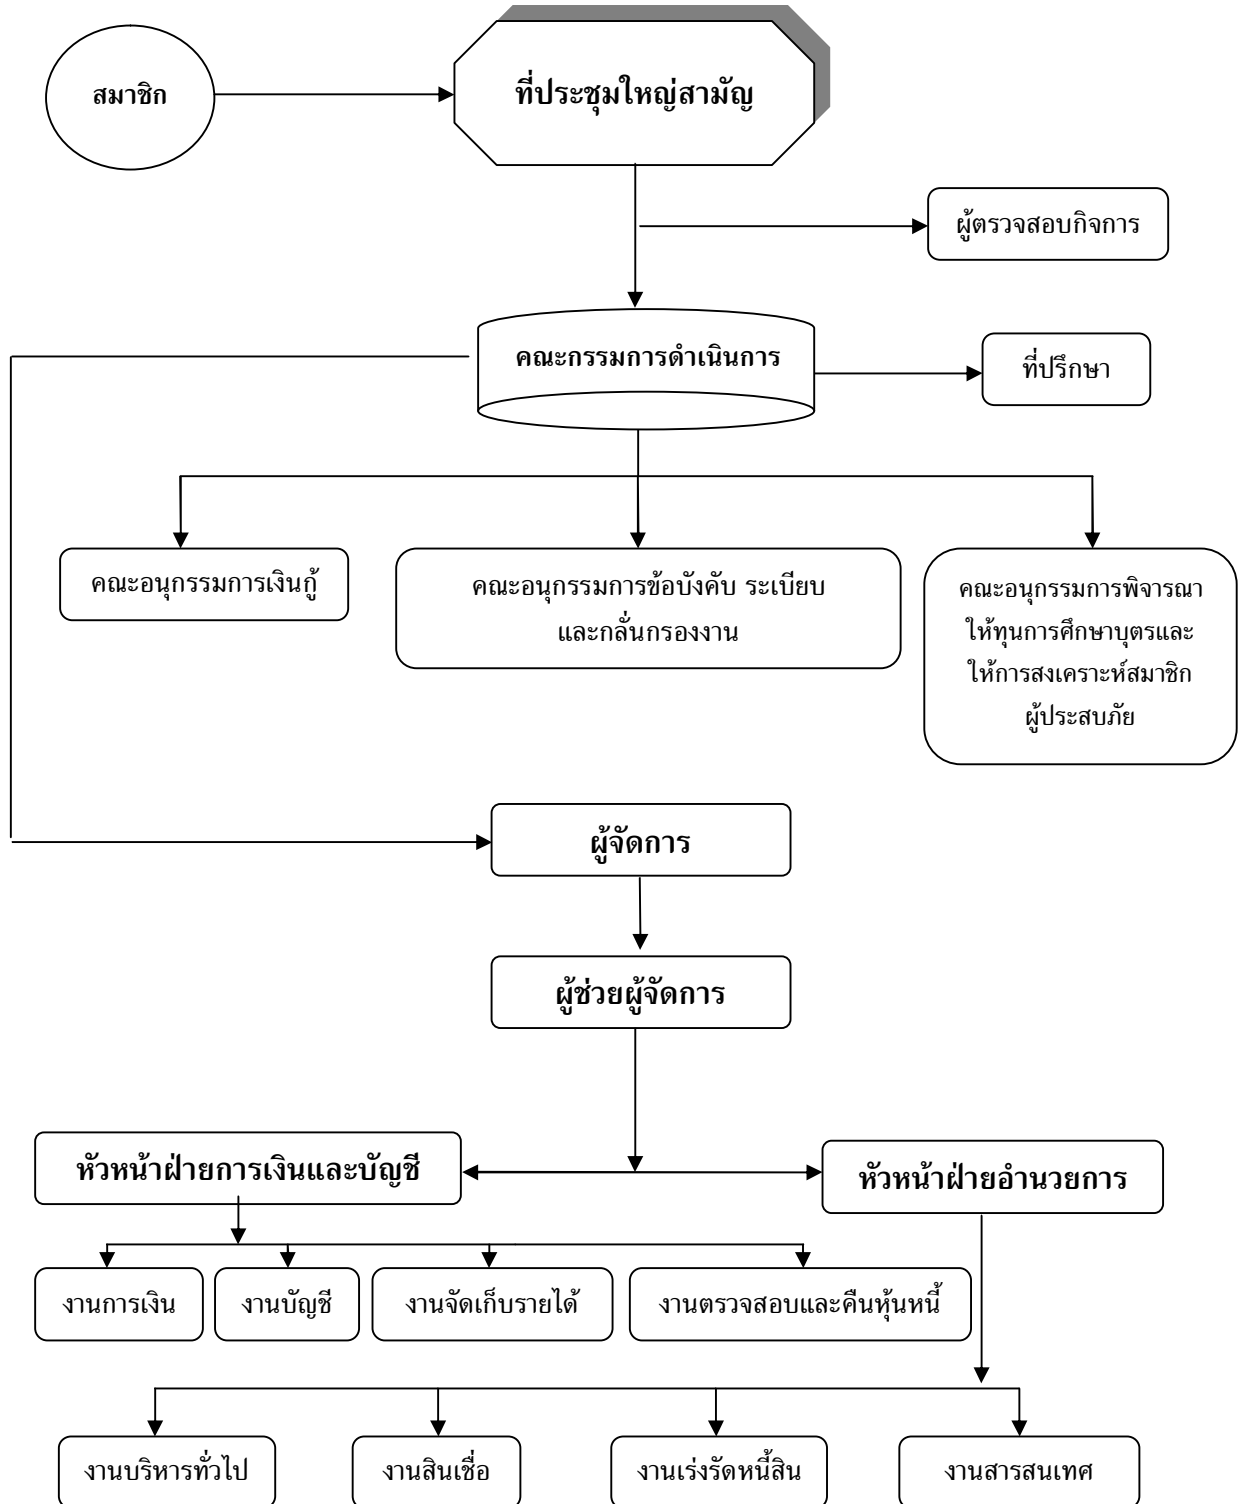 สมาชิก
ที่ประชุมใหญ่สามัญ
ผู้ตรวจสอบกิจการ
คณะกรรมการดำเนินการ
ที่ปรึกษา
คณะอนุกรรมการเงินกู้
คณะอนุกรรมการข้อบังคับ ระเบียบ
และกลั่นกรองงาน
คณะอนุกรรมการพิจารณา
ให้ทุนการศึกษาบุตรและ
ให้การสงเคราะห์สมาชิก
ผู้ประสบภัย
ผู้จัดการ
ผู้ช่วยผู้จัดการ
หัวหน้าฝ่ายการเงินและบัญชี
หัวหน้าฝ่ายอำนวยการ
งานการเงิน
งานบัญชี
งานจัดเก็บรายได้
งานตรวจสอบและคืนหุ้นหนี้
งานบริหารทั่วไป
งานสินเชื่อ
งานเร่งรัดหนี้สิน
งานสารสนเทศ